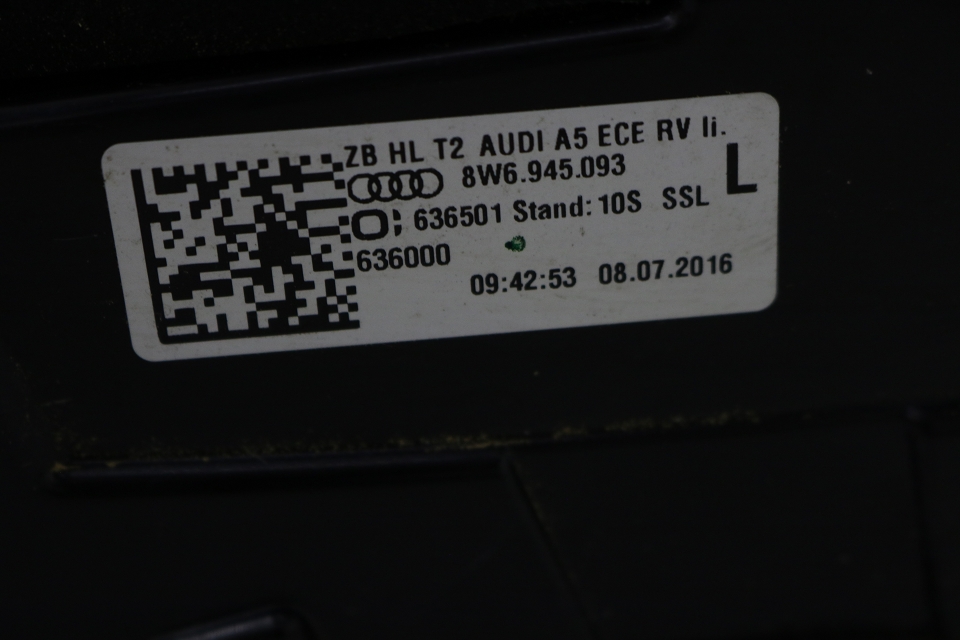 ZB HL T2 AUDI A5 ECE RV li.
8W6.945.093
L
O; 636501 Stand: 10S SSL
636000
09:42:53 08.07.2016